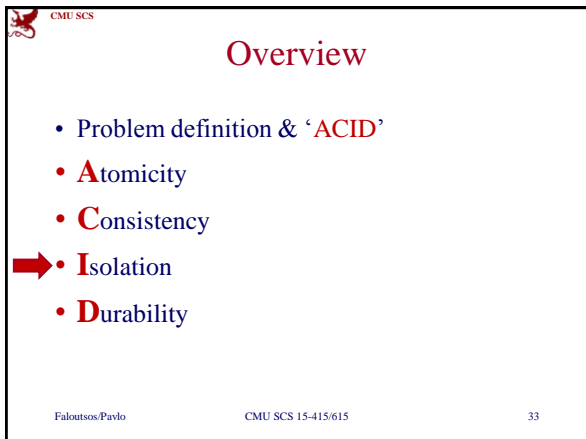 CMU SCS
Overview
• Problem definition & ‘ACID’
• Atomicity
• Consistency
• Isolation
• Durability
Faloutsos/Pavlo CMU SCS 15-415/615 33